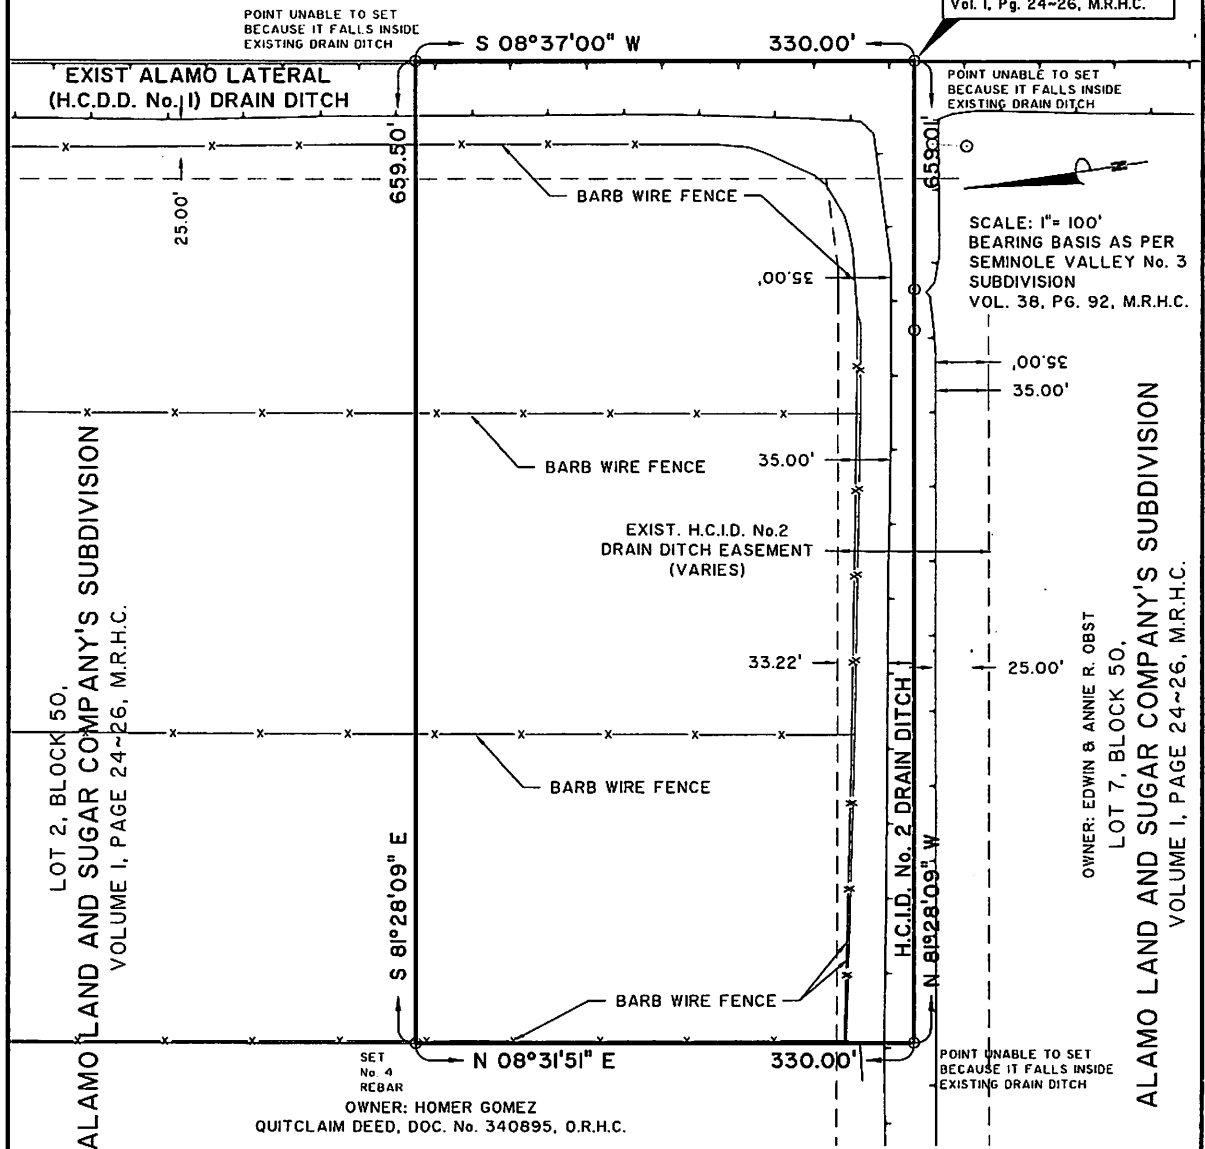 Vol. I, Pg. 24~26, M.R.H.C.
POINT UNABLE TO SET
BECAUSE IT FALLS INSIDE
EXISTING DRAIN DITCH
S 08°37'00" W
330.00'
EXIST ALAMO LATERAL
(H.C.D.D. No. I) DRAIN DITCH
POINT UNABLE TO SET
BECAUSE IT FALLS INSIDE
EXISTING DRAIN DITCH
659.50'
659.01'
25.00'
BARB WIRE FENCE
N
SCALE: I"= 100'
BEARING BASIS AS PER
SEMINOLE VALLEY No. 3
SUBDIVISION
VOL. 38, PG. 92, M.R.H.C.
35.00'
35.00'
35.00'
BARB WIRE FENCE
35.00'
EXIST. H.C.I.D. No.2
DRAIN DITCH EASEMENT
(VARIES)
33.22'
25.00'
H.C.I.D. No. 2 DRAIN DITCH
LOT 2, BLOCK 50,
ALAMO LAND AND SUGAR COMPANY'S SUBDIVISION
VOLUME I, PAGE 24~26, M.R.H.C.
OWNER: EDWIN & ANNIE R. OBST
LOT 7, BLOCK 50,
ALAMO LAND AND SUGAR COMPANY'S SUBDIVISION
VOLUME I, PAGE 24~26, M.R.H.C.
BARB WIRE FENCE
S 81°28'09" E
N 81°28'09" W
BARB WIRE FENCE
N 08°31'51" E
330.00'
SET
No. 4
REBAR
POINT UNABLE TO SET
BECAUSE IT FALLS INSIDE
EXISTING DRAIN DITCH
OWNER: HOMER GOMEZ
QUITCLAIM DEED, DOC. No. 340895, O.R.H.C.